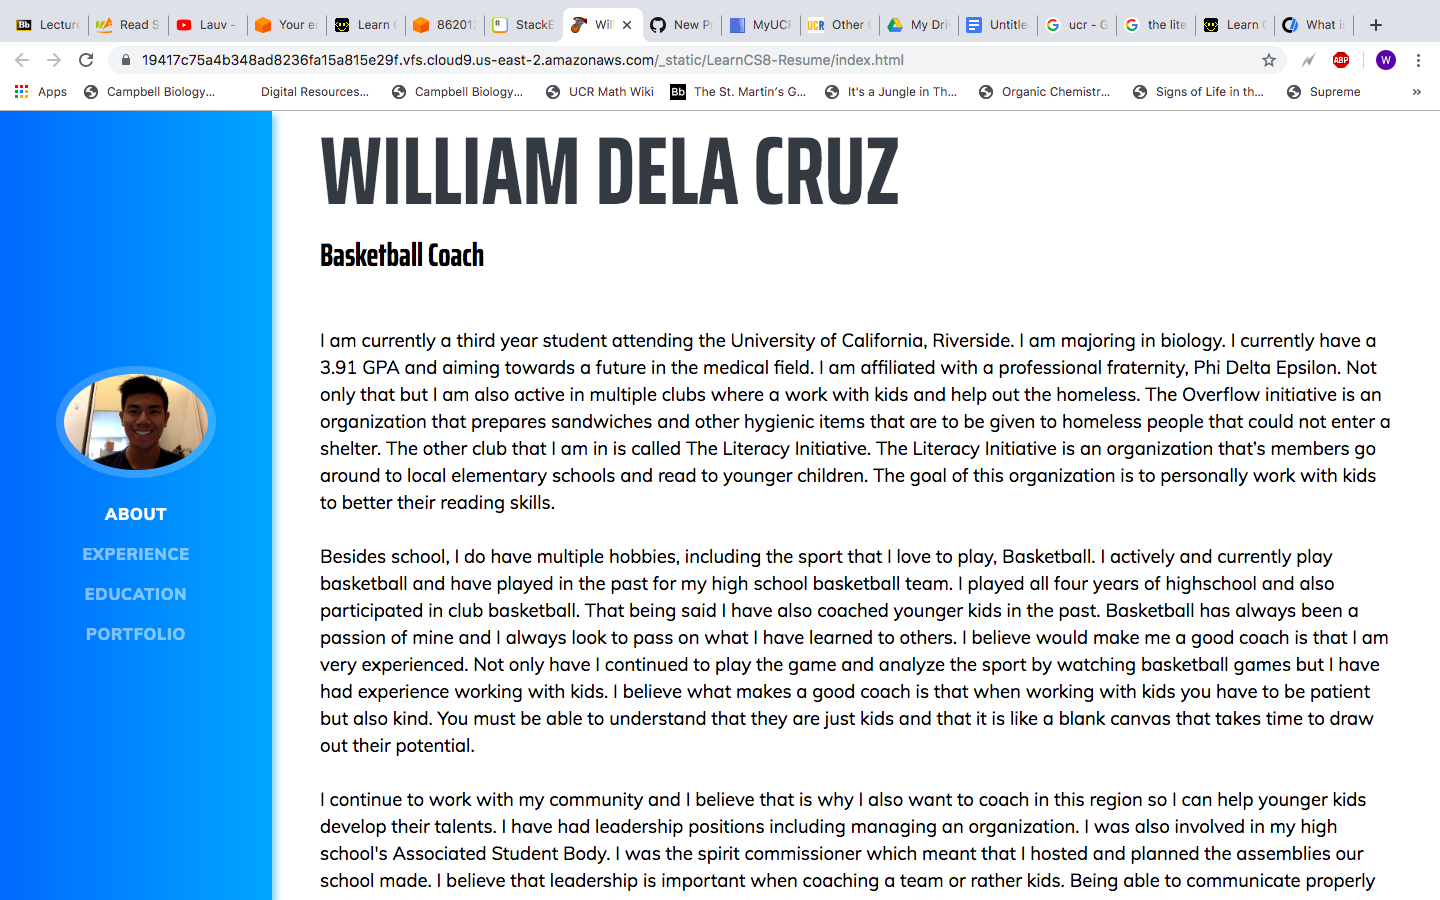 Lecture
Read S
Lauv -
Your er
Learn C
86201
StackE
Wil
New Pr
MyUCR
Other
My Driv
Untitle
ucr - G
the lite
Learn C
What is
19417c75a4b348ad8236fa15a815e29f.vfs.cloud9.us-east-2.amazonaws.com/_static/LearnCS8-Resume/index.html
ABP
W
Apps
Campbell Biology...
Digital Resources...
Campbell Biology...
UCR Math Wiki
Bb The St. Martin's G...
It's a Jungle in Th...
Organic Chemistr...
Signs of Life in th...
Supreme
»
WILLIAM DELA CRUZ
Basketball Coach
I am currently a third year student attending the University of California, Riverside. I am majoring in biology. I currently have a
3.91 GPA and aiming towards a future in the medical field. I am affiliated with a professional fraternity, Phi Delta Epsilon. Not
only that but I am also active in multiple clubs where a work with kids and help out the homeless. The Overflow initiative is an
organization that prepares sandwiches and other hygienic items that are to be given to homeless people that could not enter a
shelter. The other club that I am in is called The Literacy Initiative. The Literacy Initiative is an organization that's members go
around to local elementary schools and read to younger children. The goal of this organization is to personally work with kids
to better their reading skills.
Besides school, I do have multiple hobbies, including the sport that I love to play, Basketball. I actively and currently play
basketball and have played in the past for my high school basketball team. I played all four years of highschool and also
participated in club basketball. That being said I have also coached younger kids in the past. Basketball has always been a
passion of mine and I always look to pass on what I have learned to others. I believe would make me a good coach is that I am
very experienced. Not only have I continued to play the game and analyze the sport by watching basketball games but I have
had experience working with kids. I believe what makes a good coach is that when working with kids you have to be patient
but also kind. You must be able to understand that they are just kids and that it is like a blank canvas that takes time to draw
out their potential.
I continue to work with my community and I believe that is why I also want to coach in this region so I can help younger kids
develop their talents. I have had leadership positions including managing an organization. I was also involved in my high
school's Associated Student Body. I was the spirit commissioner which meant that I hosted and planned the assemblies our
school made. I believe that leadership is important when coaching a team or rather kids. Being able to communicate properly
ABOUT
EXPERIENCE
EDUCATION
PORTFOLIO